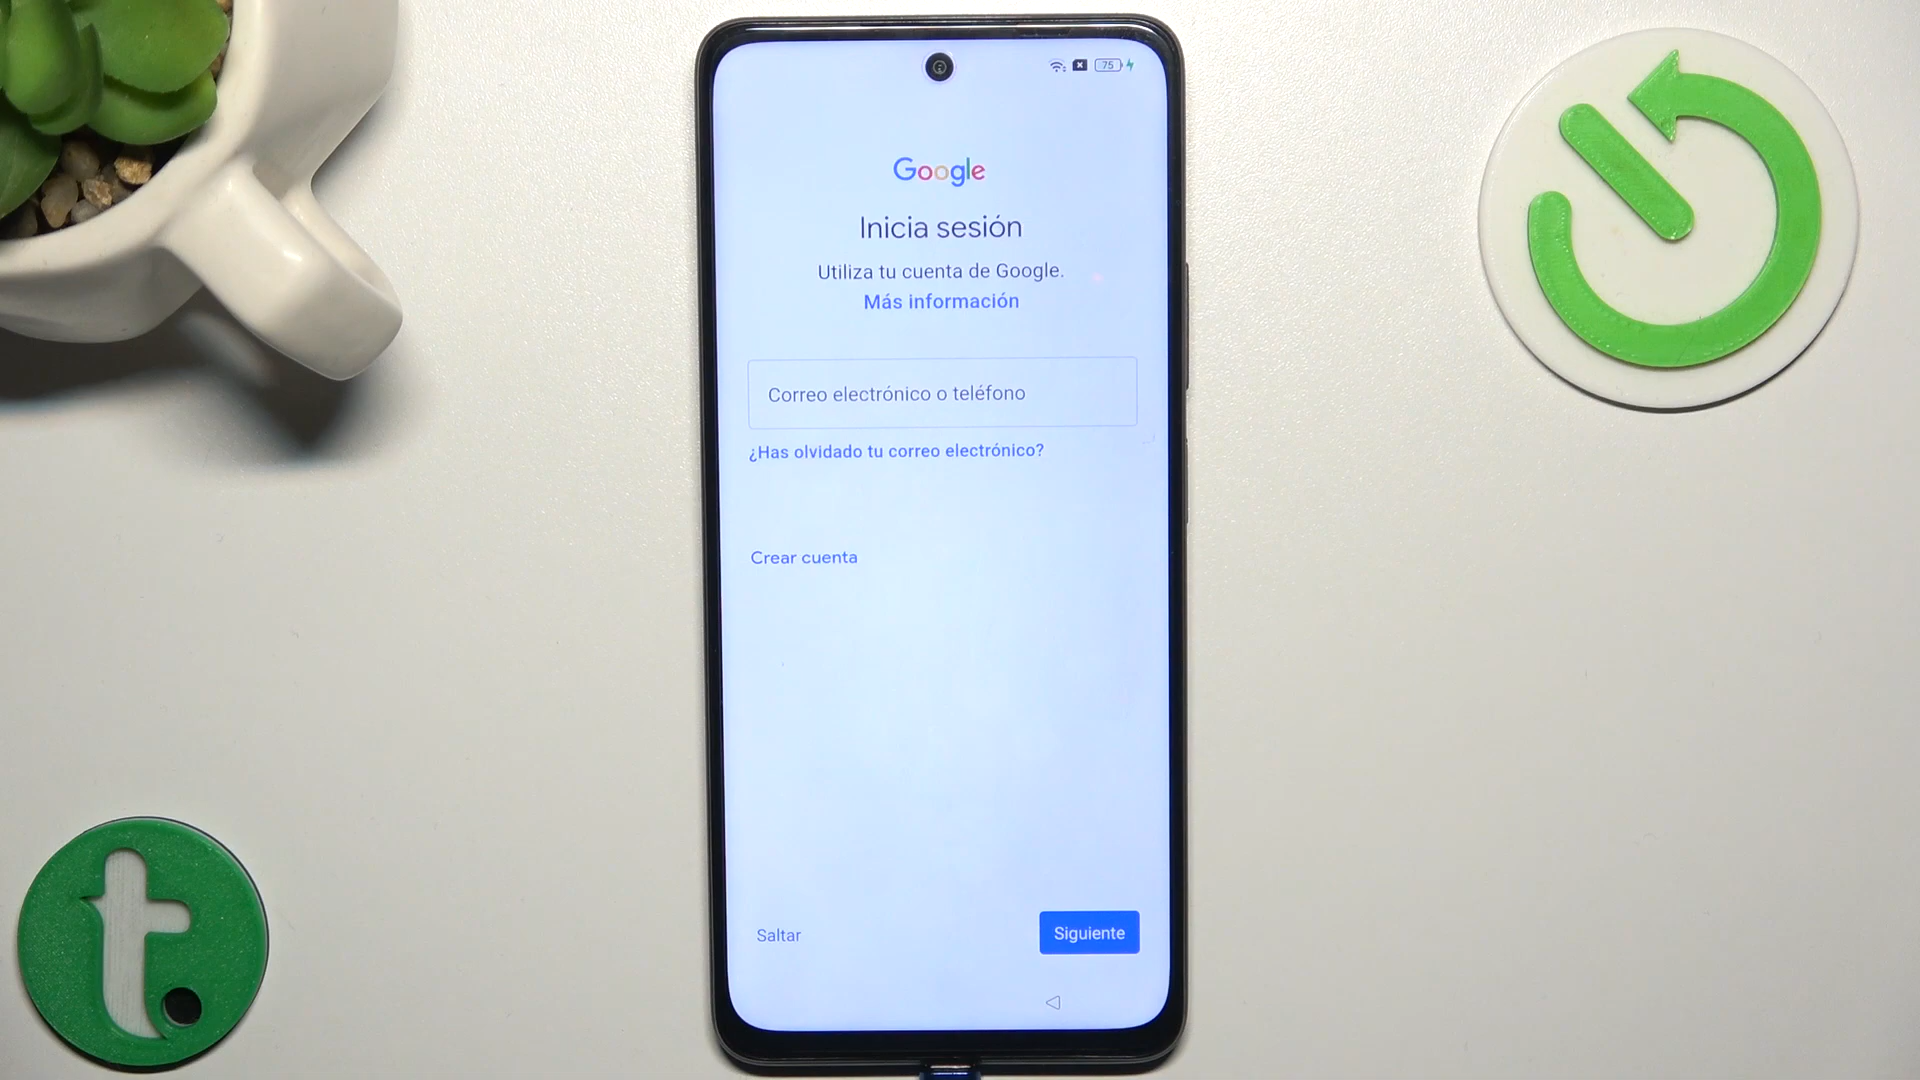 75
Google
Inicia sesión
Utiliza tu cuenta de Google.
Más información
Correo electrónico o teléfono
¿Has olvidado tu correo electrónico?
Crear cuenta
Saltar
Siguiente
t.